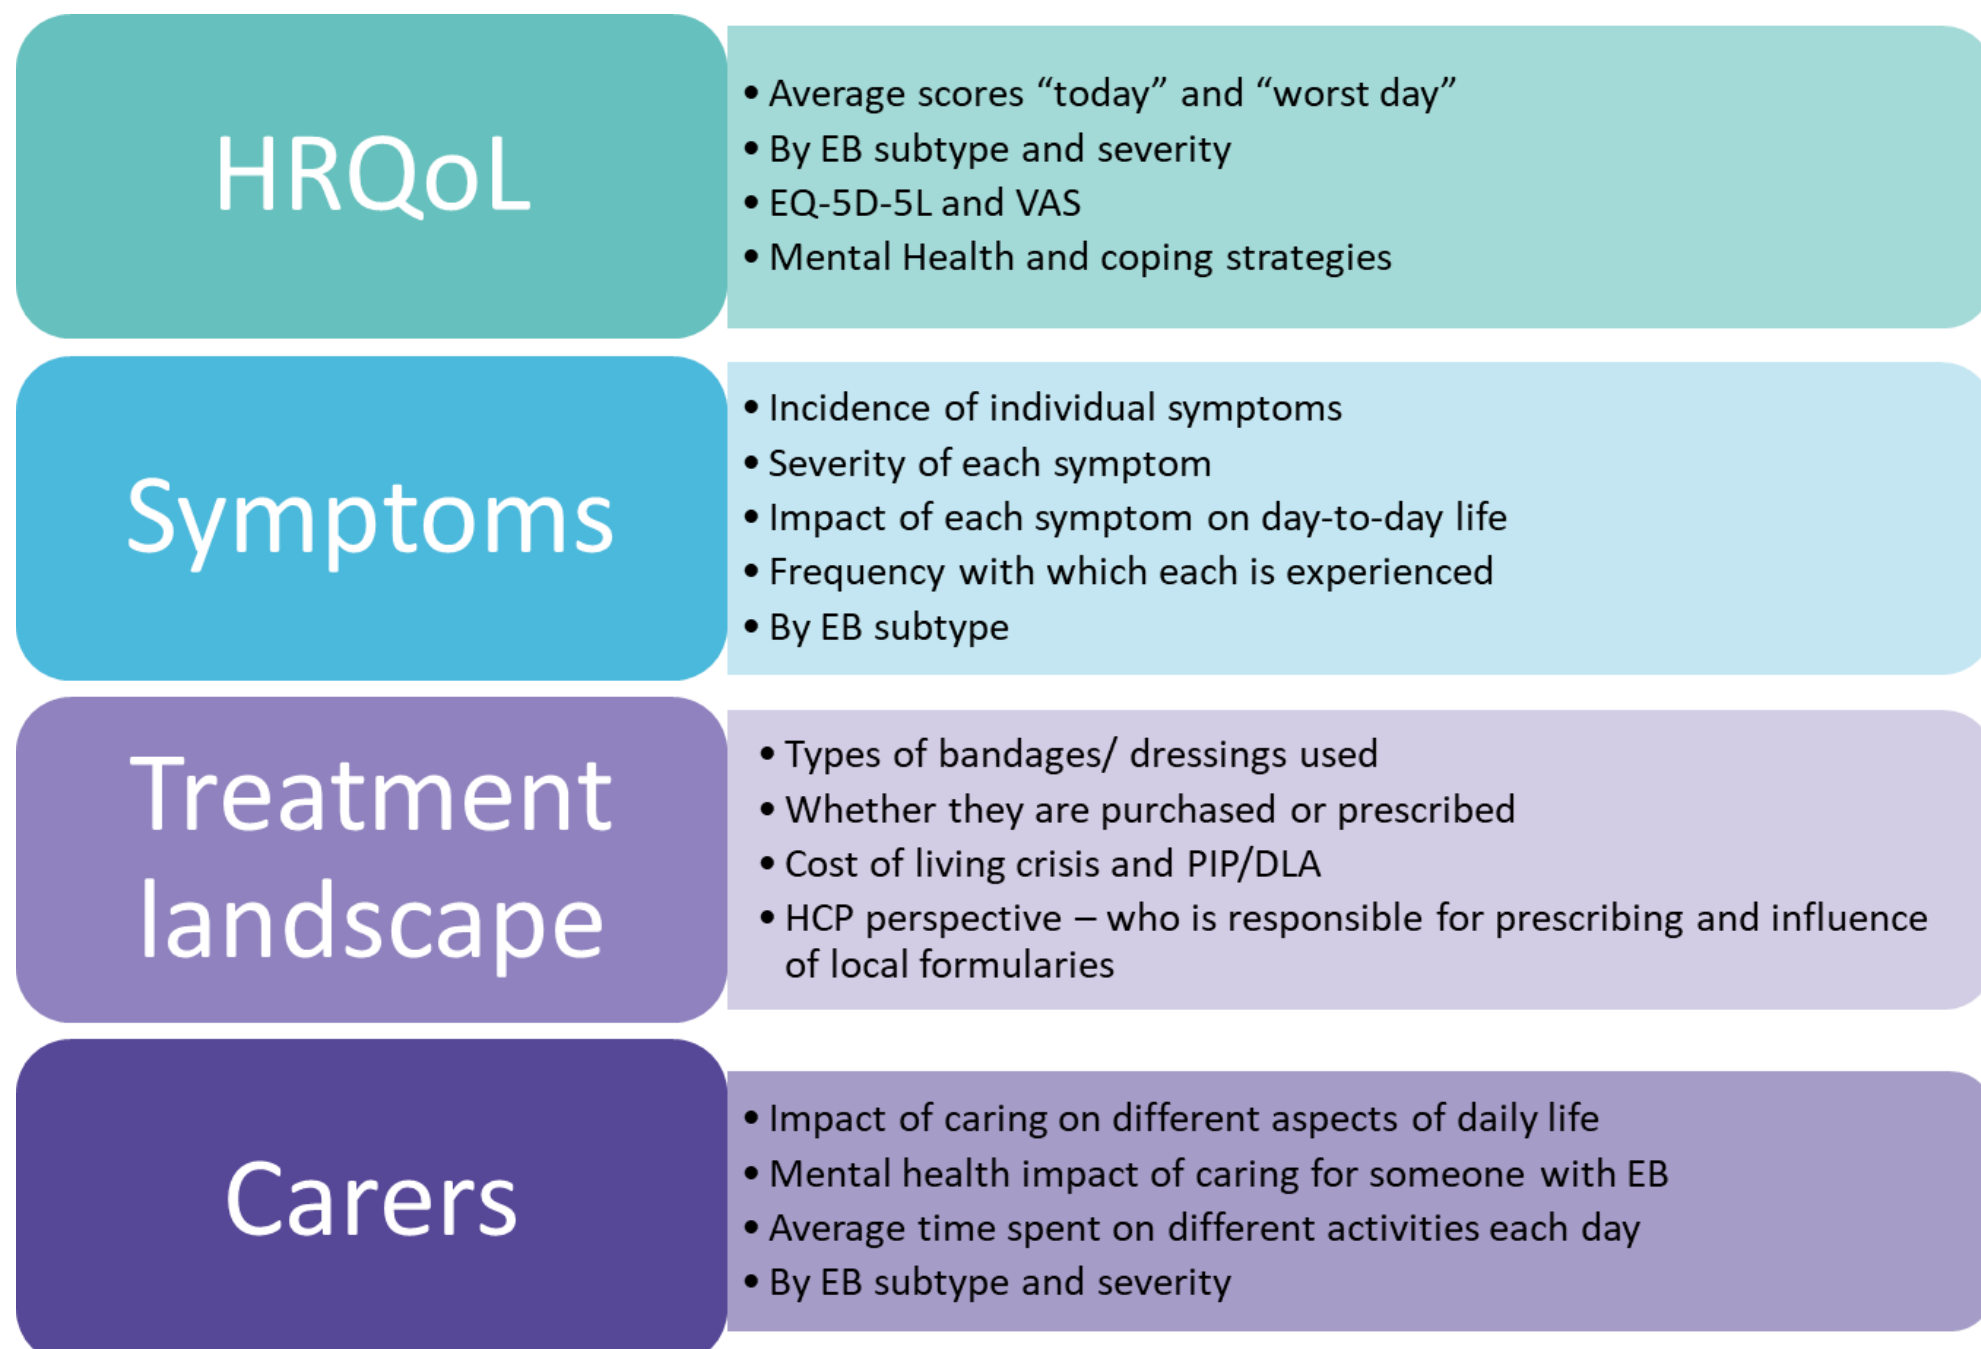 HRQoL
• Average scores “today” and “worst day”
• By EB subtype and severity
• EQ-5D-5L and VAS
• Mental Health and coping strategies
Symptoms
• Incidence of individual symptoms
• Severity of each symptom
• Impact of each symptom on day-to-day life
• Frequency with which each is experienced
• By EB subtype
Treatment
landscape
• Types of bandages/ dressings used
• Whether they are purchased or prescribed
• Cost of living crisis and PIP/DLA
• HCP perspective – who is responsible for prescribing and influence
of local formularies
Carers
• Impact of caring on different aspects of daily life
• Mental health impact of caring for someone with EB
• Average time spent on different activities each day
• By EB subtype and severity